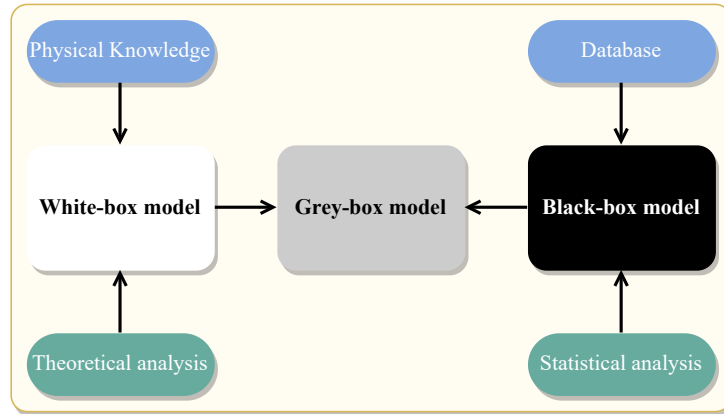 Physical Knowledge
Database
White-box model
Grey-box model
Black-box model
Theoretical analysis
Statistical analysis